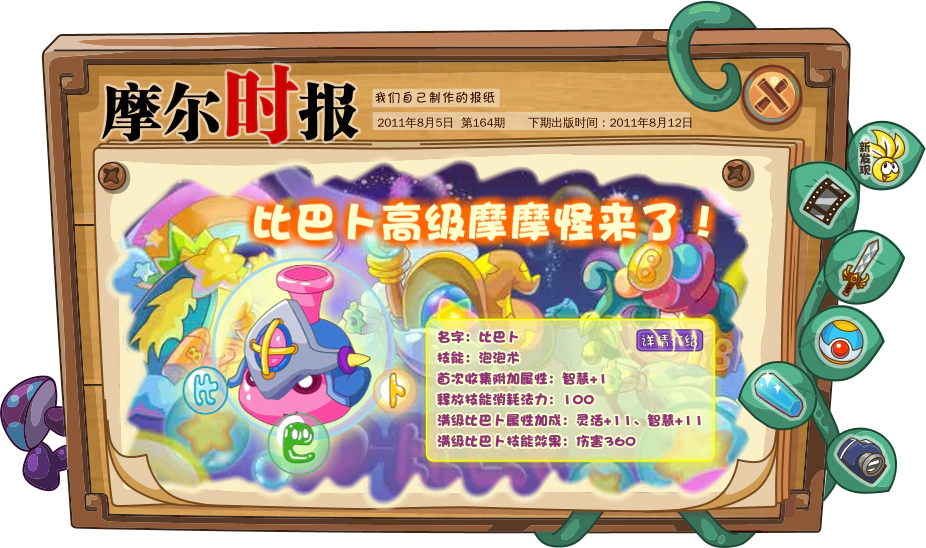 摩尔时报
我们自己制作的报纸
2011年8月5日 第164期 下期出版时间：2011年8月12日
新发现
比巴卜高级摩摩怪来了！
名字：比巴卜
详情介绍
技能：泡泡术
首次收集附加属性：智慧+1
释放技能消耗法力：100
满级比巴卜属性加成：灵活+11、智慧+11
满级比巴卜技能效果：伤害360
比
卜
巴